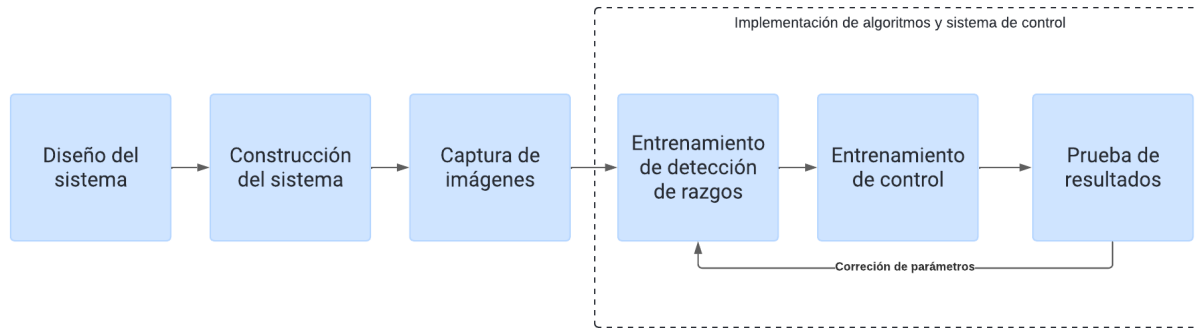 Implementación de algoritmos y sistema de control
Diseño del
sistema
Construcción
del sistema
Captura de
imágenes
Entrenamiento
de detección
de razgos
Entrenamiento
de control
Prueba de
resultados
Correción de parámetros